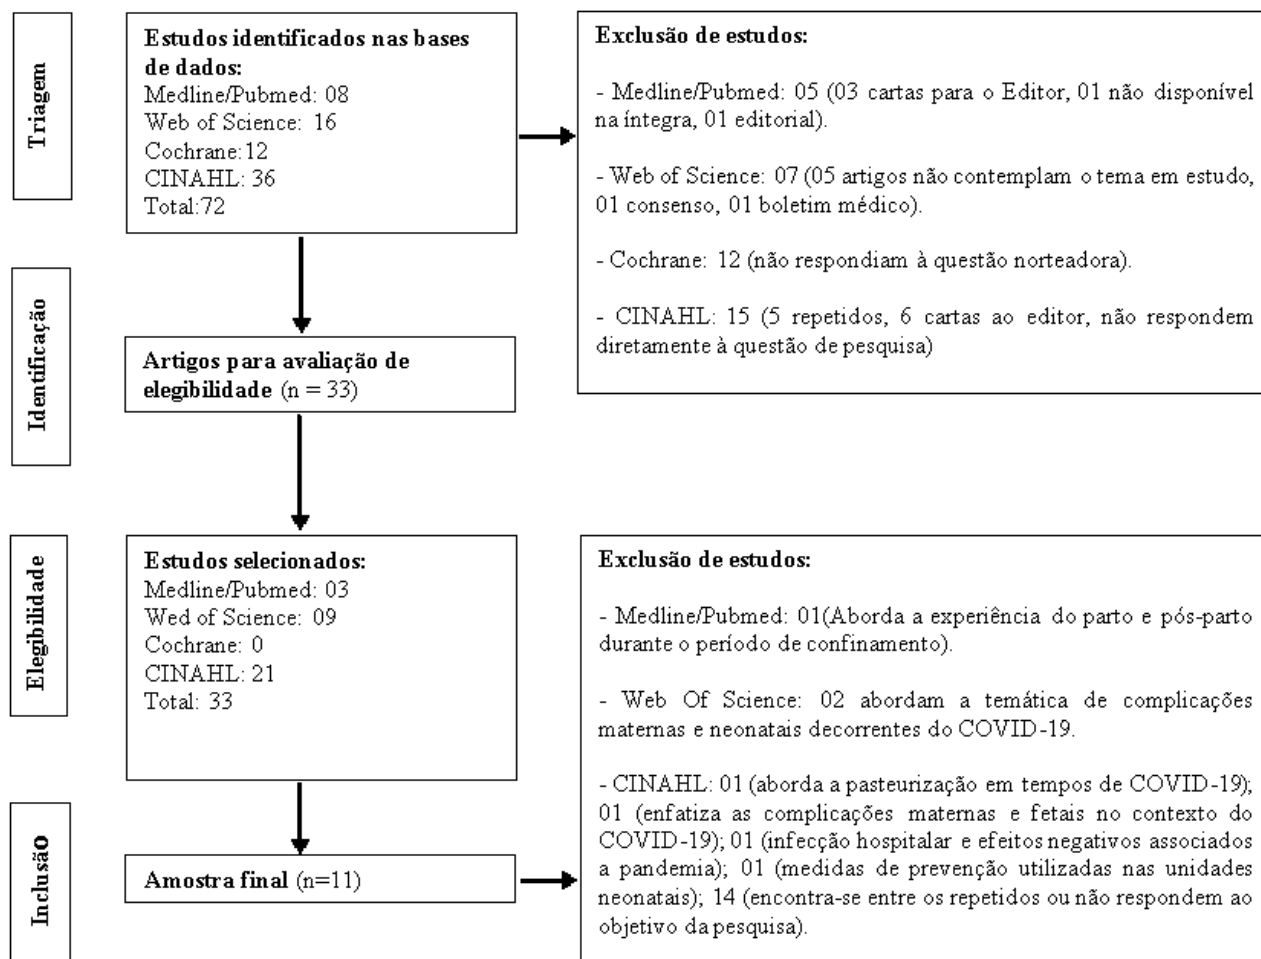 Triagem
Estudos identificados nas bases
de dados:
Medline/Pubmed: 08
Web of Science: 16
Cochrane:12
CINAHL: 36
Total:72
Exclusão de estudos:
- Medline/Pubmed: 05 (03 cartas para o Editor, 01 não disponível
na íntegra, 01 editorial).
- Web of Science: 07 (05 artigos não contemplam o tema em estudo,
01 consenso, 01 boletim médico).
- Cochrane: 12 (não respondiam à questão norteadora).
- CINAHL: 15 (5 repetidos, 6 cartas ao editor, não respondem
diretamente à questão de pesquisa)
Identificação
Artigos para avaliação de
elegibilidade (n = 33)
Elegibilidade
Estudos selecionados:
Medline/Pubmed: 03
Wed of Science: 09
Cochrane: 0
CINAHL: 21
Total: 33
Exclusão de estudos:
- Medline/Pubmed: 01(Aborda a experiência do parto e pós-parto
durante o período de confinamento).
- Web Of Science: 02 abordam a temática de complicações
maternas e neonatais decorrentes do COVID-19.
- CINAHL: 01 (aborda a pasteurização em tempos de COVID-19);
01 (enfatiza as complicações maternas e fetais no contexto do
COVID-19); 01 (infecção hospitalar e efeitos negativos associados
a pandemia); 01 (medidas de prevenção utilizadas nas unidades
neonatais); 14 (encontra-se entre os repetidos ou não respondem ao
objetivo da pesquisa).
Inclusão
Amostra final (n=11)